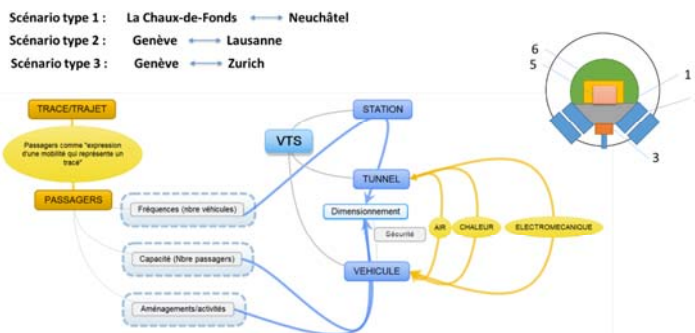 Scénario type 1 : La Chaux-de-Fonds Neuchâtel
Scénario type 2 : Genève Lausanne
Scénario type 3 : Genève Zurich
6
5
1
3
TRACE/TRAJET
STATION
VTS
Passagers comme "expression
d'une mobilité qui représente un
tracé"
TUNNEL
PASSAGERS
Fréquences (nbre véhicules)
Dimensionnement
AIR
CHALEUR
ELECTROMECANIQUE
Sécurité
Capacité (Nbre passagers)
VEHICULE
Aménagements/activités